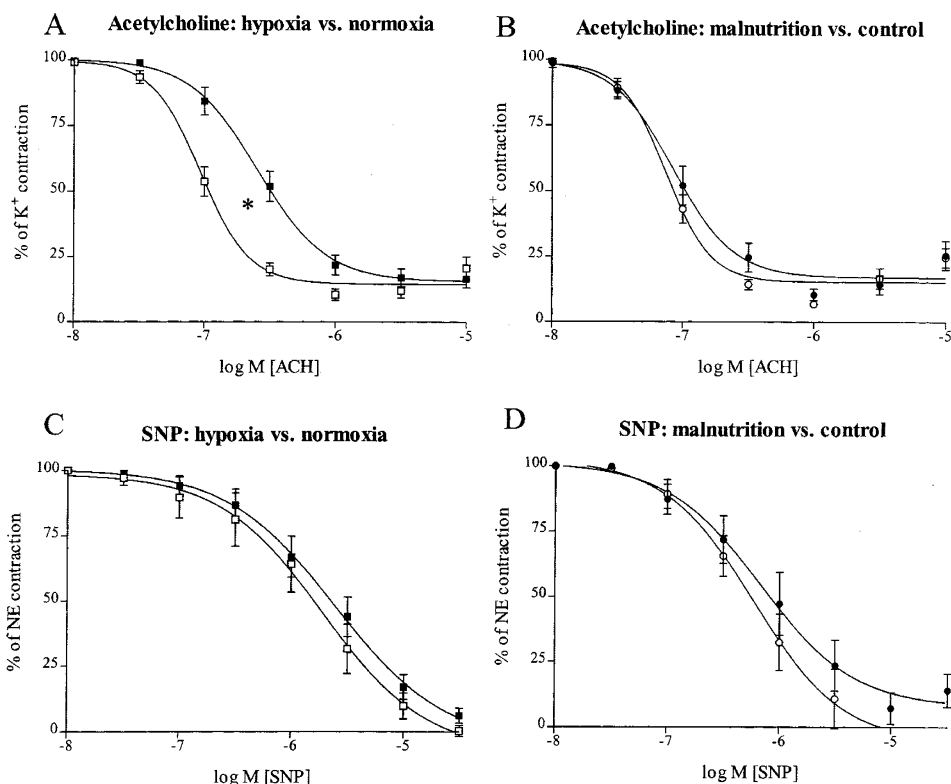 A
Acetylcholine: hypoxia vs. normoxia
100
75
50
25
0
% of K+ contraction
*
-8
-7
-6
-5
log M [ACH]
B
Acetylcholine: malnutrition vs. control
100
75
50
25
0
% of K+ contraction
-8
-7
-6
-5
log M [ACH]
C
SNP: hypoxia vs. normoxia
100
75
50
25
0
% of NE contraction
-8
-7
-6
-5
log M [SNP]
D
SNP: malnutrition vs. control
100
75
50
25
0
% of NE contraction
-8
-7
-6
-5
log M [SNP]